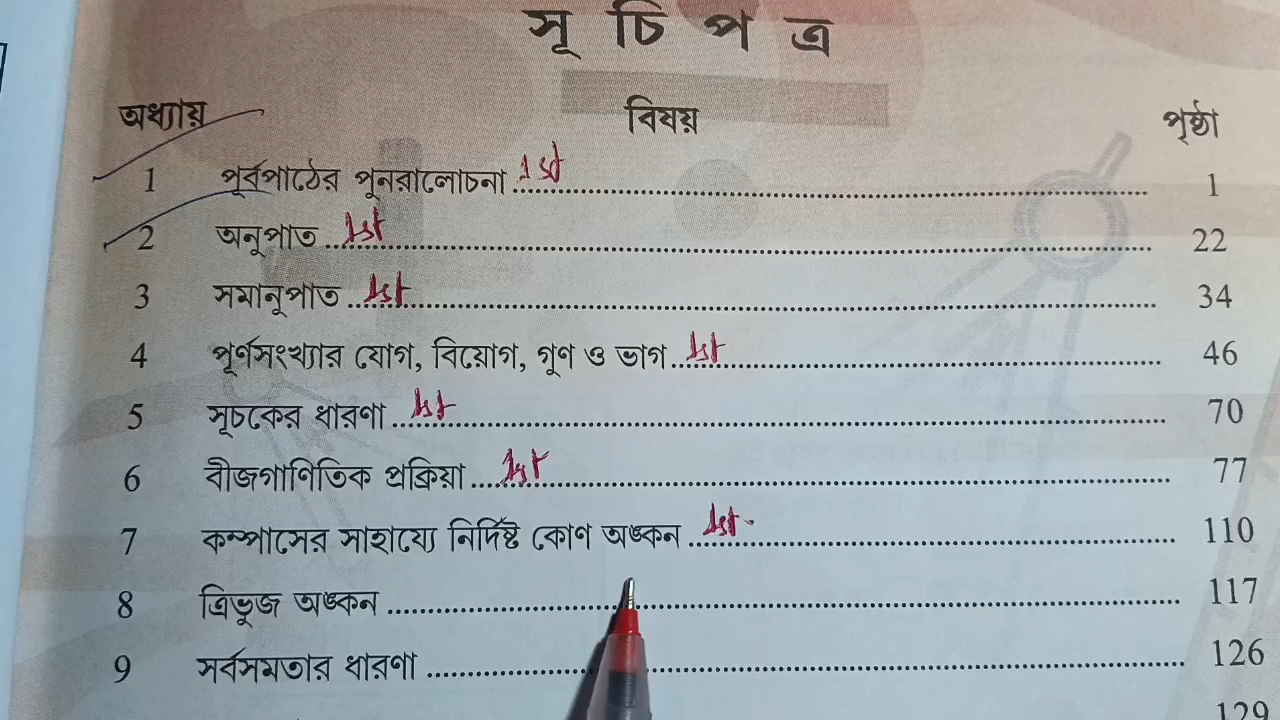 সূচিপত্র
অধ্যায় বিষয় পৃষ্ঠা
1 পূর্বপাঠের পুনরালোচনা 1st 1
2 অনুপাত 1st 22
3 সমানুপাত 1st 34
4 পূর্ণসংখ্যার যোগ, বিয়োগ, গুণ ও ভাগ 1st 46
5 সূচকের ধারণা 1st 70
6 বীজগাণিতিক প্রক্রিয়া 1st 77
7 কম্পাসের সাহায্যে নির্দিষ্ট কোণ অঙ্কন 1st 110
8 ত্রিভুজ অঙ্কন 117
9 সর্বসমতার ধারণা 126
129